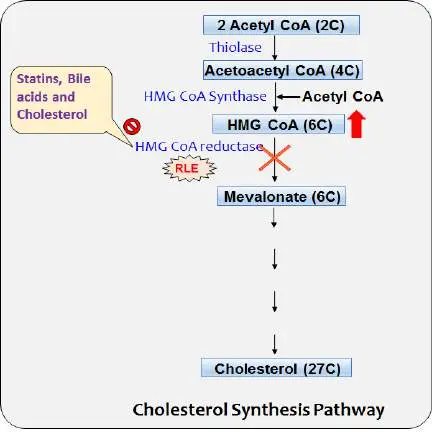 2 Acetyl CoA (2C)
Thiolase
Acetoacetyl CoA (4C)
Statins, Bile
acids and
Cholesterol
HMG CoA Synthase
Acetyl CoA
HMG CoA (6C)
HMG CoA reductase
RLE
Mevalonate (6C)
Cholesterol (27C)
Cholesterol Synthesis Pathway